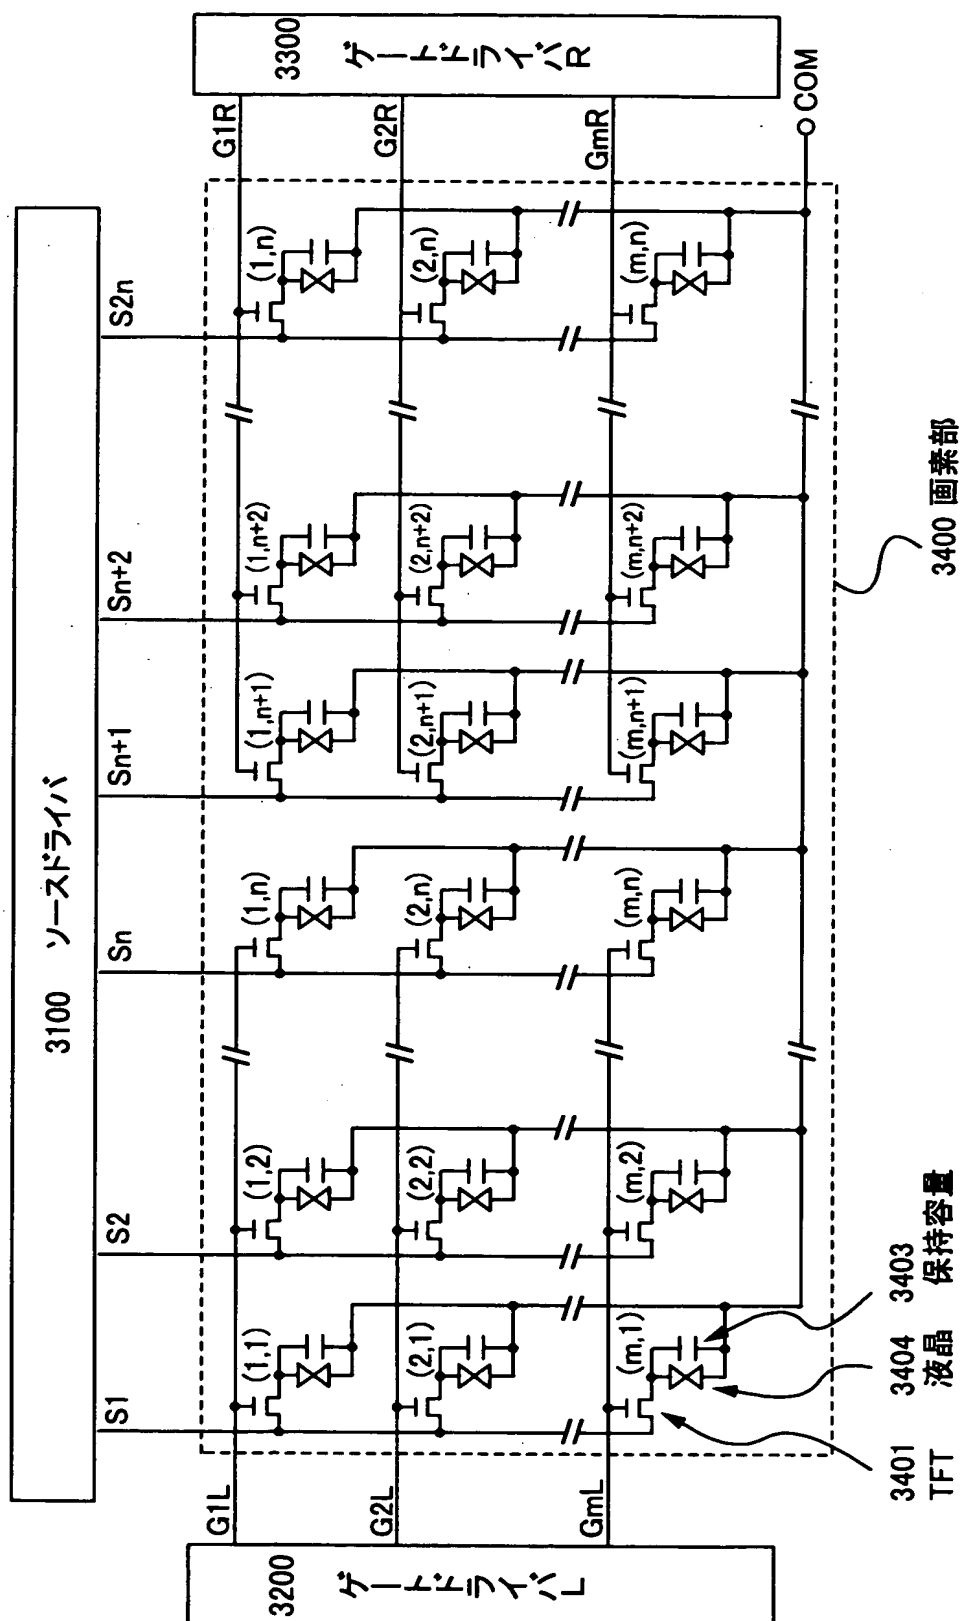 3100 ソースドライバ
S1
S2
Sn
Sn+1
Sn+2
S2n
3200
ゲートドライバL
3300
ゲートドライバR
G1L
(1,1)
(1,2)
(1,n)
(1,n+1)
(1,n+2)
(1,n)
G1R
G2L
(2,1)
(2,2)
(2,n)
(2,n+1)
(2,n+2)
(2,n)
G2R
GmL
(m,1)
(m,2)
(m,n)
(m,n+1)
(m,n+2)
(m,n)
GmR
COM
3401
TFT
3404
液晶
3403
保持容量
3400 画素部